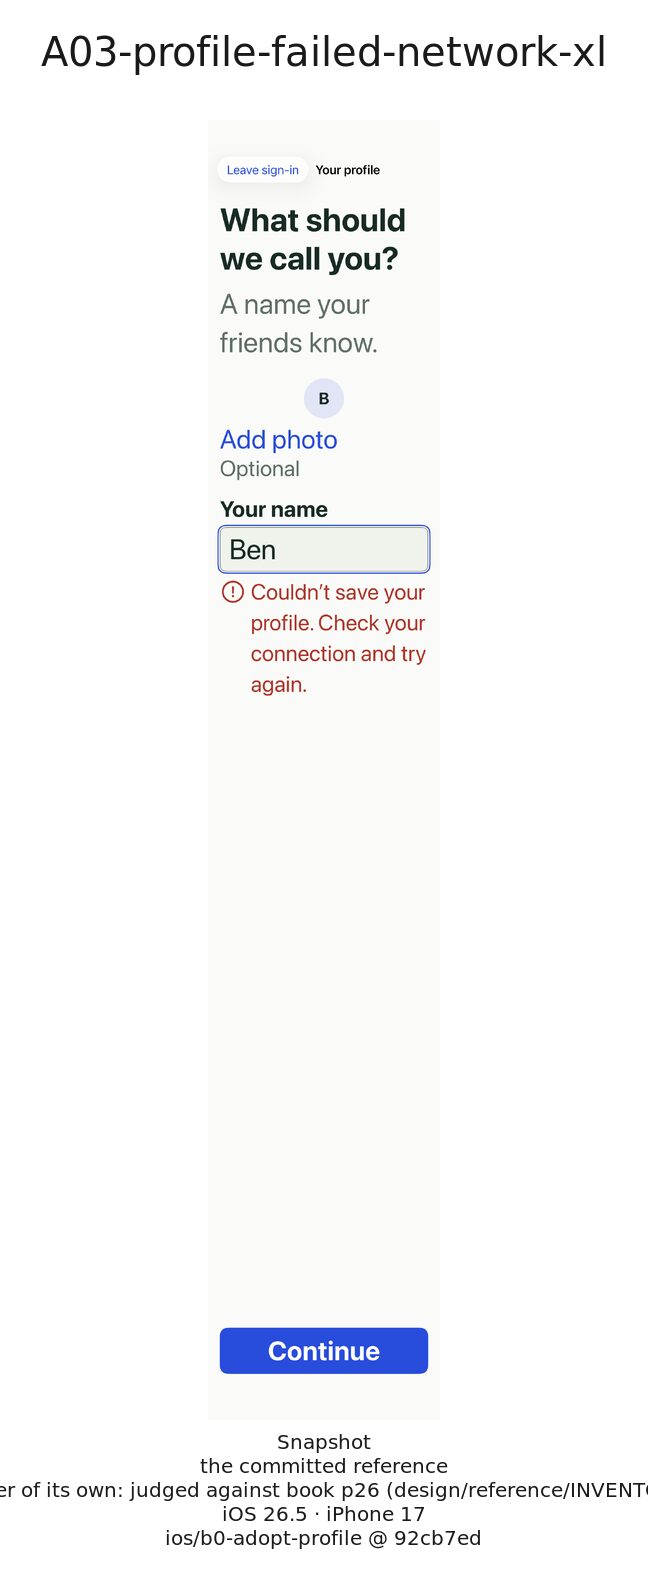 A03-profile-failed-network-xl
Leave sign-in Your profile
What should
we call you?
A name your
friends know.
B
Add photo
Optional
Your name
Ben
Couldn’t save your
profile. Check your
connection and try
again.
Continue
Snapshot
the committed reference
of its own: judged against book p26 (design/reference/
iOS 26.5 · iPhone 17
ios/b0-adopt-profile @ 92cb7ed